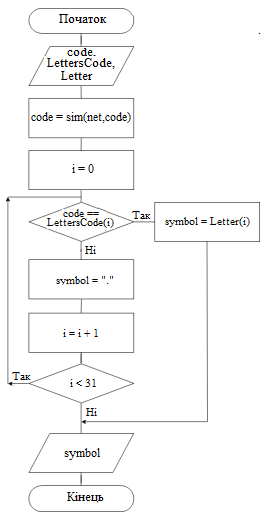 Початок
code,
LettersCode,
Letter
code = sim(net,code)
i = 0
code ==
LettersCode(i)
Так
symbol = Letter(i)
Ні
symbol = "."
i = i + 1
Так
i < 31
Ні
symbol
Кінець